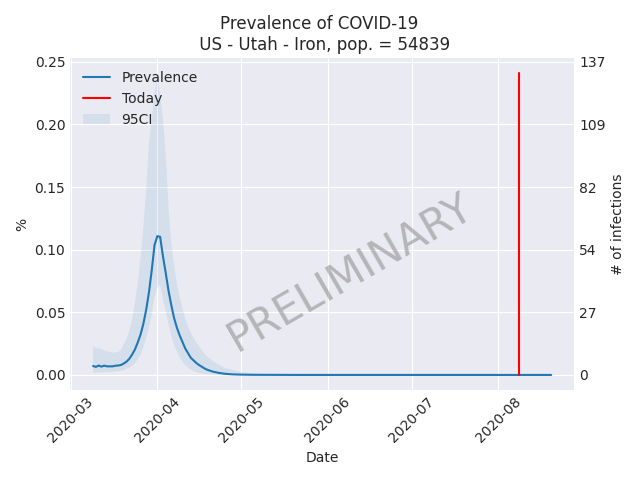 Prevalence of COVID-19
US - Utah - Iron, pop. = 54839
Prevalence
Today
95CI
0.25
0.20
0.15
0.10
0.05
0.00
%
137
109
82
54
27
0
# of infections
PRELIMINARY
2020-03
2020-04
2020-05
2020-06
2020-07
2020-08
Date